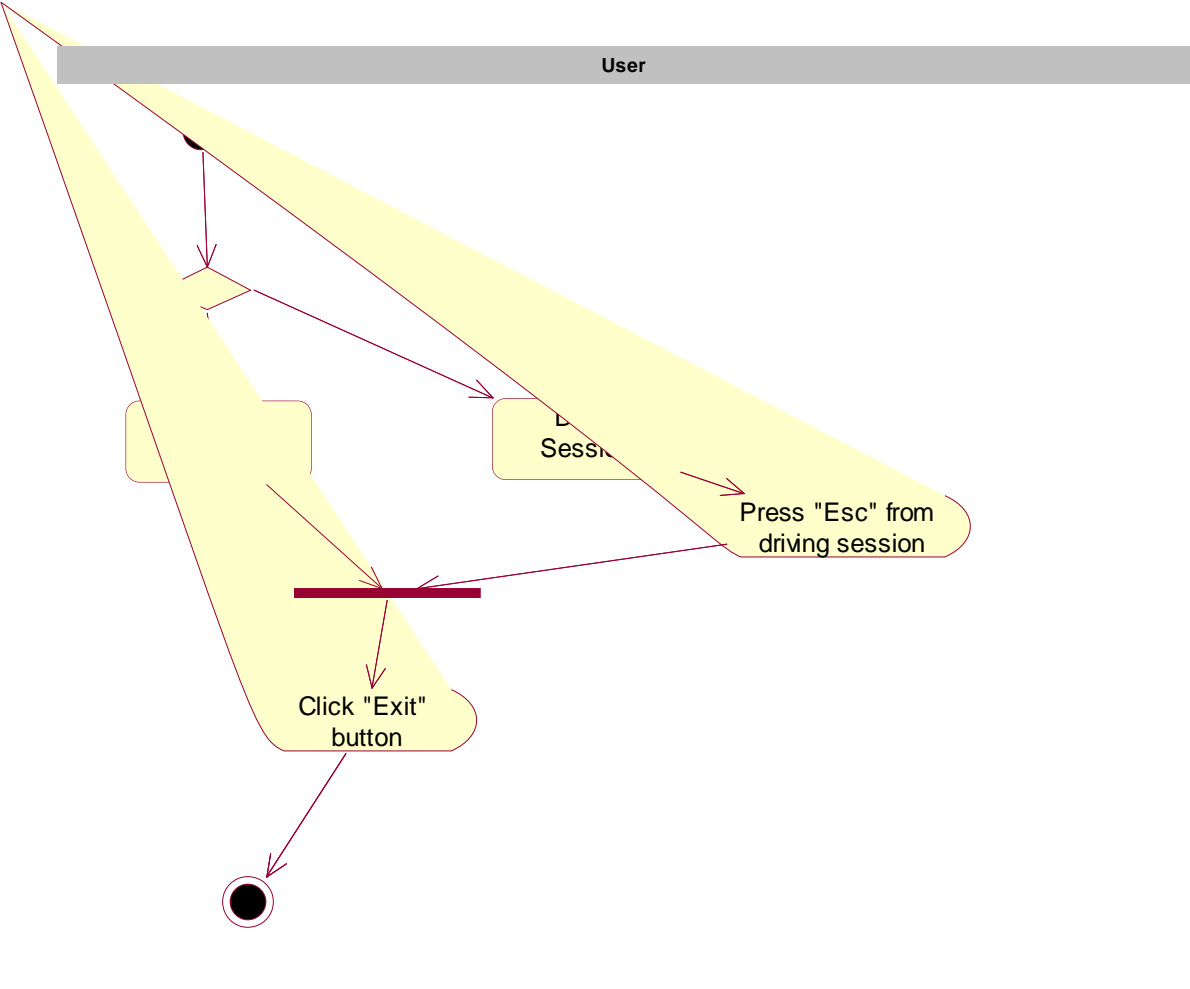 User
Press "Esc" from
driving session
Click "Exit"
button